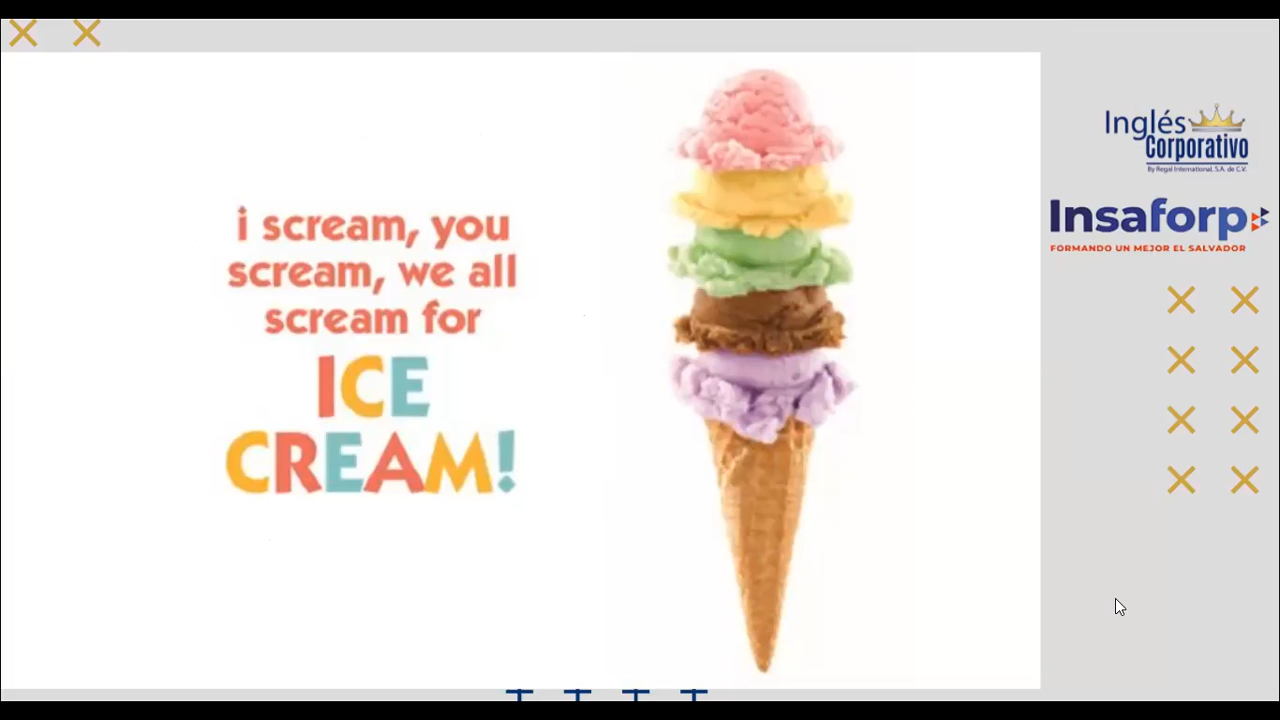 i scream, you
scream, we all
scream for
ICE
CREAM!
Inglés
Corporativo
By Regal International, S.A. de C.V.
Insaforp
FORMANDO UN MEJOR EL SALVADOR